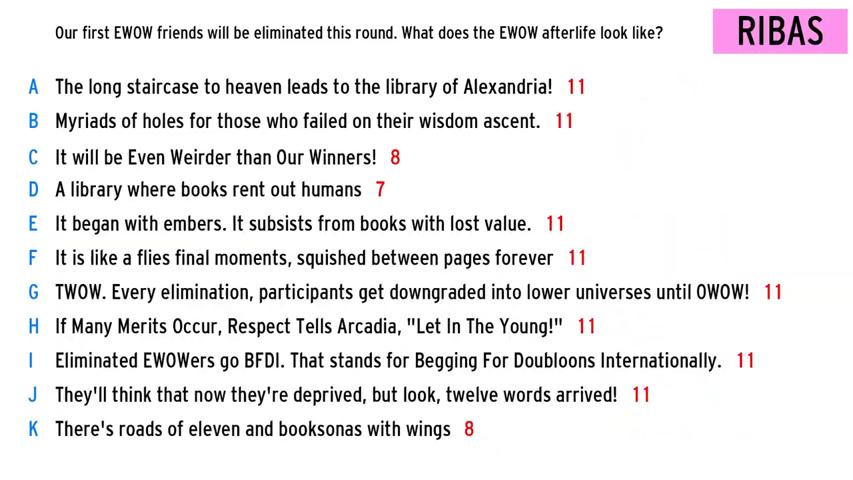 Our first EWOW friends will be eliminated this round. What does the EWOW afterlife look like?
RIBAS
A The long staircase to heaven leads to the library of Alexandria! 11
B Myriads of holes for those who failed on their wisdom ascent. 11
C It will be Even Weirder than Our Winners! 8
D A library where books rent out humans 7
E It began with embers. It subsists from books with lost value. 11
F It is like a flies final moments, squished between pages forever 11
G TWOW. Every elimination, participants get downgraded into lower universes until OWOW! 11
H If Many Merits Occur, Respect Tells Arcadia, "Let In The Young!" 11
I Eliminated EWOWers go BFDI. That stands for Begging For Doubloons Internationally. 11
J They'll think that now they're deprived, but look, twelve words arrived! 11
K There's roads of eleven and booksonas with wings 8